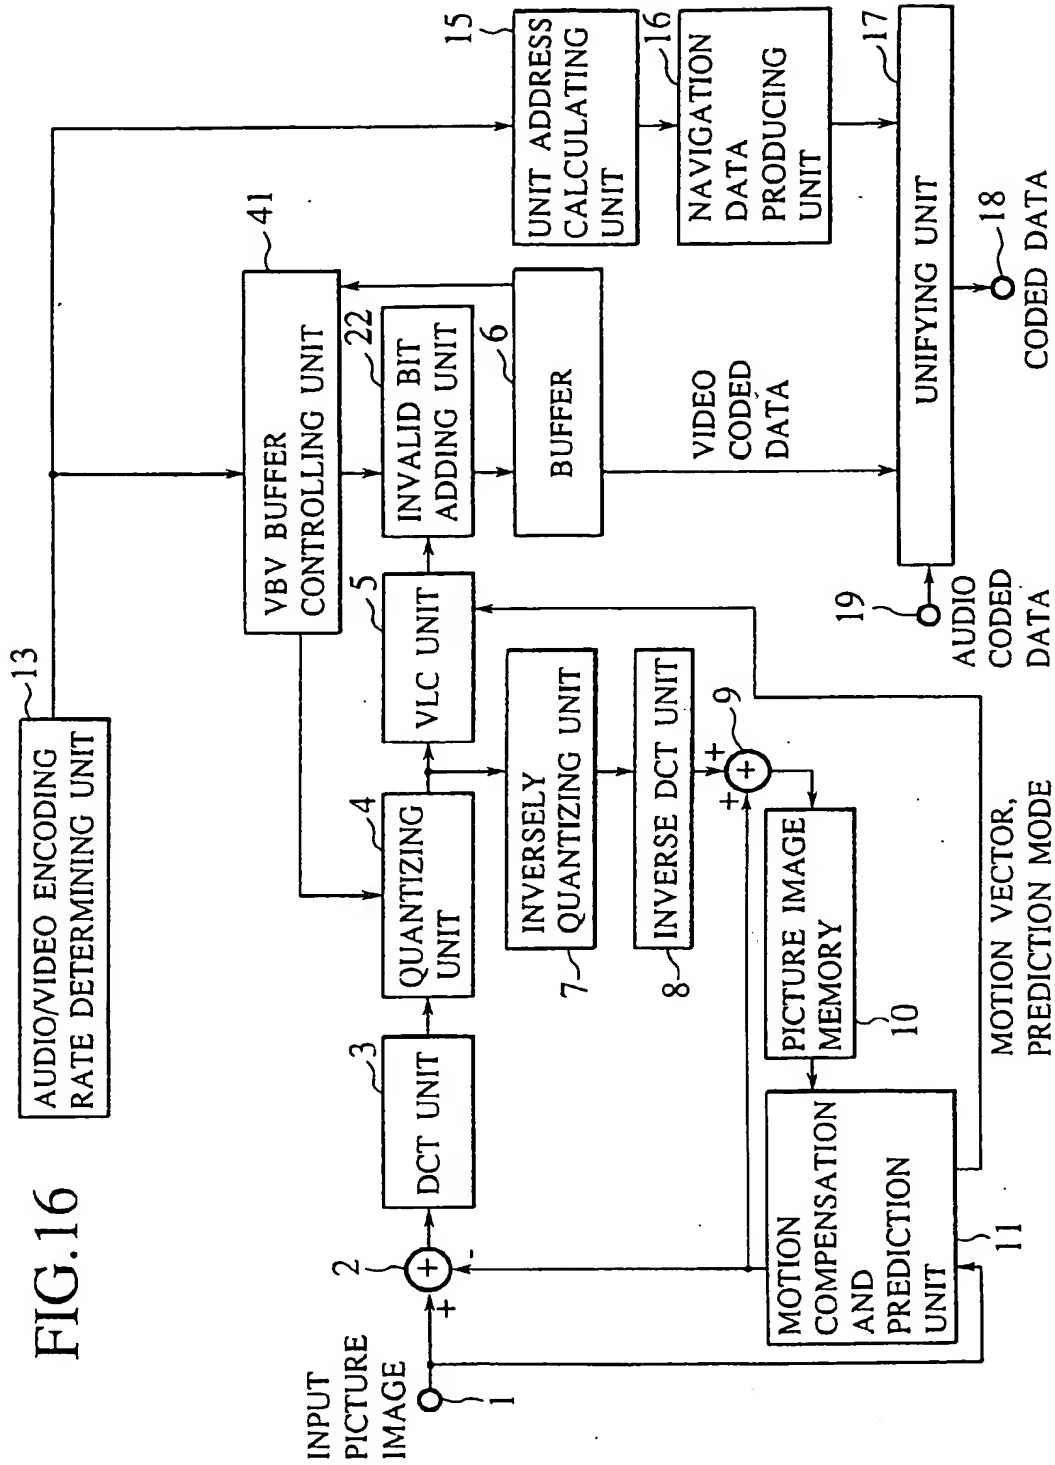 FIG.16
AUDIO/VIDEO ENCODING
RATE DETERMINING UNIT
13
VBV BUFFER
CONTROLLING UNIT
41
UNIT ADDRESS
CALCULATING
UNIT
15
NAVIGATION
DATA
PRODUCING
UNIT
16
INPUT
PICTURE
IMAGE
1
+
-
+
2
DCT UNIT
3
QUANTIZING
UNIT
4
VLC UNIT
5
INVALID BIT
ADDING UNIT
22
BUFFER
6
INVERSELY
QUANTIZING UNIT
7
INVERSE DCT UNIT
8
+
+
+
9
PICTURE IMAGE
MEMORY
10
MOTION
COMPENSATION
AND
PREDICTION
UNIT
11
MOTION VECTOR,
PREDICTION MODE
VIDEO
CODED
DATA
19
AUDIO
CODED
DATA
UNIFYING UNIT
17
18
CODED DATA